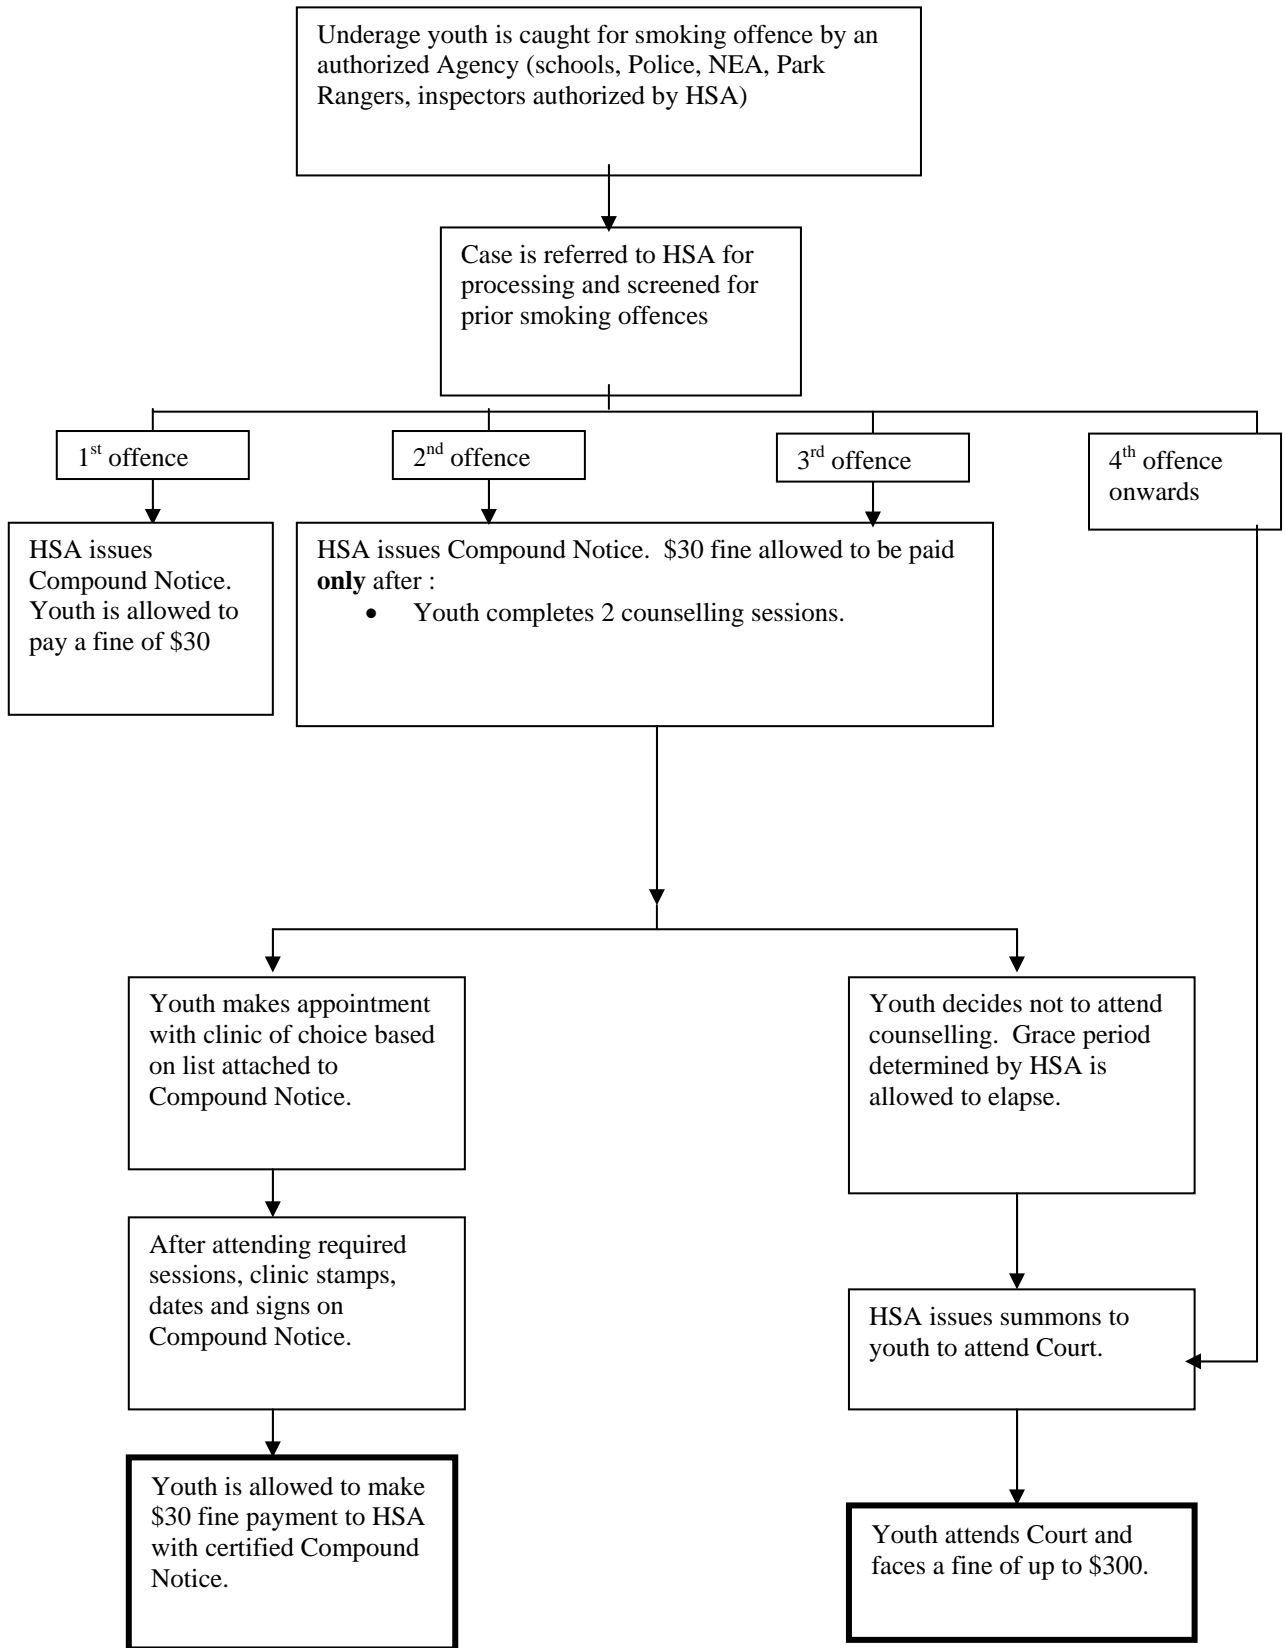 Underage youth is caught for smoking offence by an
authorized Agency (schools, Police, NEA, Park
Rangers, inspectors authorized by HSA)
Case is referred to HSA for
processing and screened for
prior smoking offences
1st offence
2nd offence
3rd offence
4th offence
onwards
HSA issues
Compound Notice.
Youth is allowed to
pay a fine of $30
HSA issues Compound Notice.  $30 fine allowed to be paid
only after :
• Youth completes 2 counselling sessions.
Youth makes appointment
with clinic of choice based
on list attached to
Compound Notice.
Youth decides not to attend
counselling.  Grace period
determined by HSA is
allowed to elapse.
After attending required
sessions, clinic stamps,
dates and signs on
Compound Notice.
HSA issues summons to
youth to attend Court.
Youth is allowed to make
$30 fine payment to HSA
with certified Compound
Notice.
Youth attends Court and
faces a fine of up to $300.